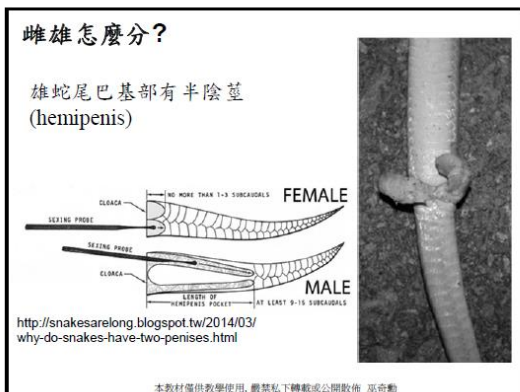 雌雄怎麼分?
雄蛇尾巴基部有半陰莖
(hemipenis)
NO MORE THAN 1-3 SUBCAUDALS
FEMALE
CLOACA
SEXING PROBE
SEXING PROBE
CLOACA
MALE
LENGTH OF
HEMIPENIS POCKET
AT LEAST 9-15 SUBCAUDALS
http://snakesarelong.blogspot.tw/2014/03/
why-do-snakes-have-two-penises.html
本教材僅供教學使用, 嚴禁私下轉載或公開散佈 巫奇勳